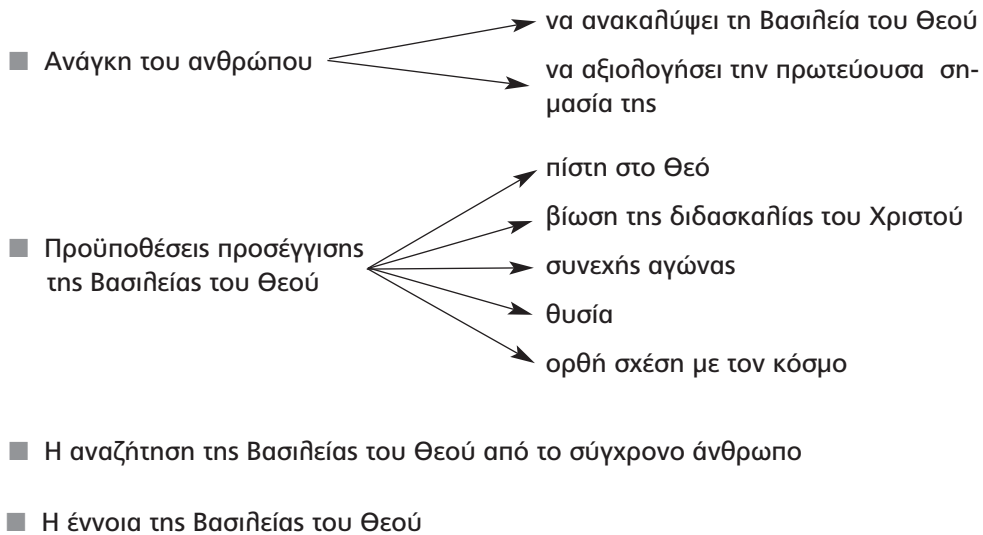 να ανακαλύψει τη Βασιλεία του Θεού
Ανάγκη του ανθρώπου
να αξιολογήσει την πρωτεύουσα ση-
μασία της
πίστη στο Θεό
βίωση της διδασκαλίας του Χριστού
Προϋποθέσεις προσέγγισης
της Βασιλείας του Θεού
συνεχής αγώνας
θυσία
ορθή σχέση με τον κόσμο
Η αναζήτηση της Βασιλείας του Θεού από το σύγχρονο άνθρωπο
Η έννοια της Βασιλείας του Θεού